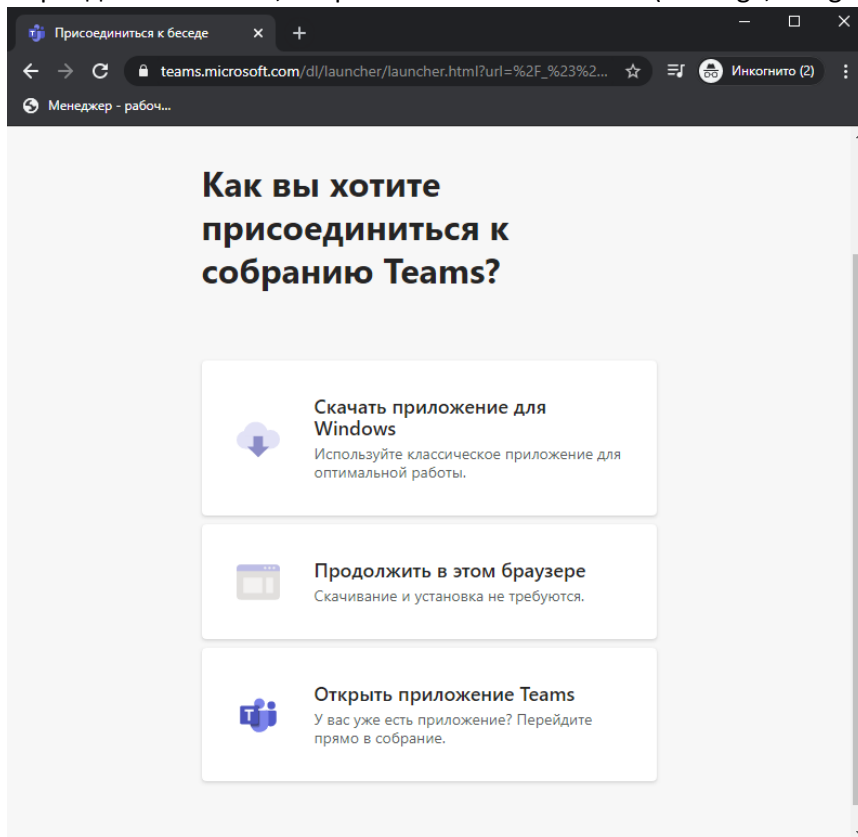 Присоединиться к беседе
teams.microsoft.com/dl/launcher/launcher.html?url=%2F_%23%2...
Инкогнито (2)
Менеджер - рабоч...
Как вы хотите
присоединиться к
собранию Teams?
Скачать приложение для
Windows
Используйте классическое приложение для
оптимальной работы.
Продолжить в этом браузере
Скачивание и установка не требуются.
Открыть приложение Teams
У вас уже есть приложение? Перейдите
прямо в собрание.